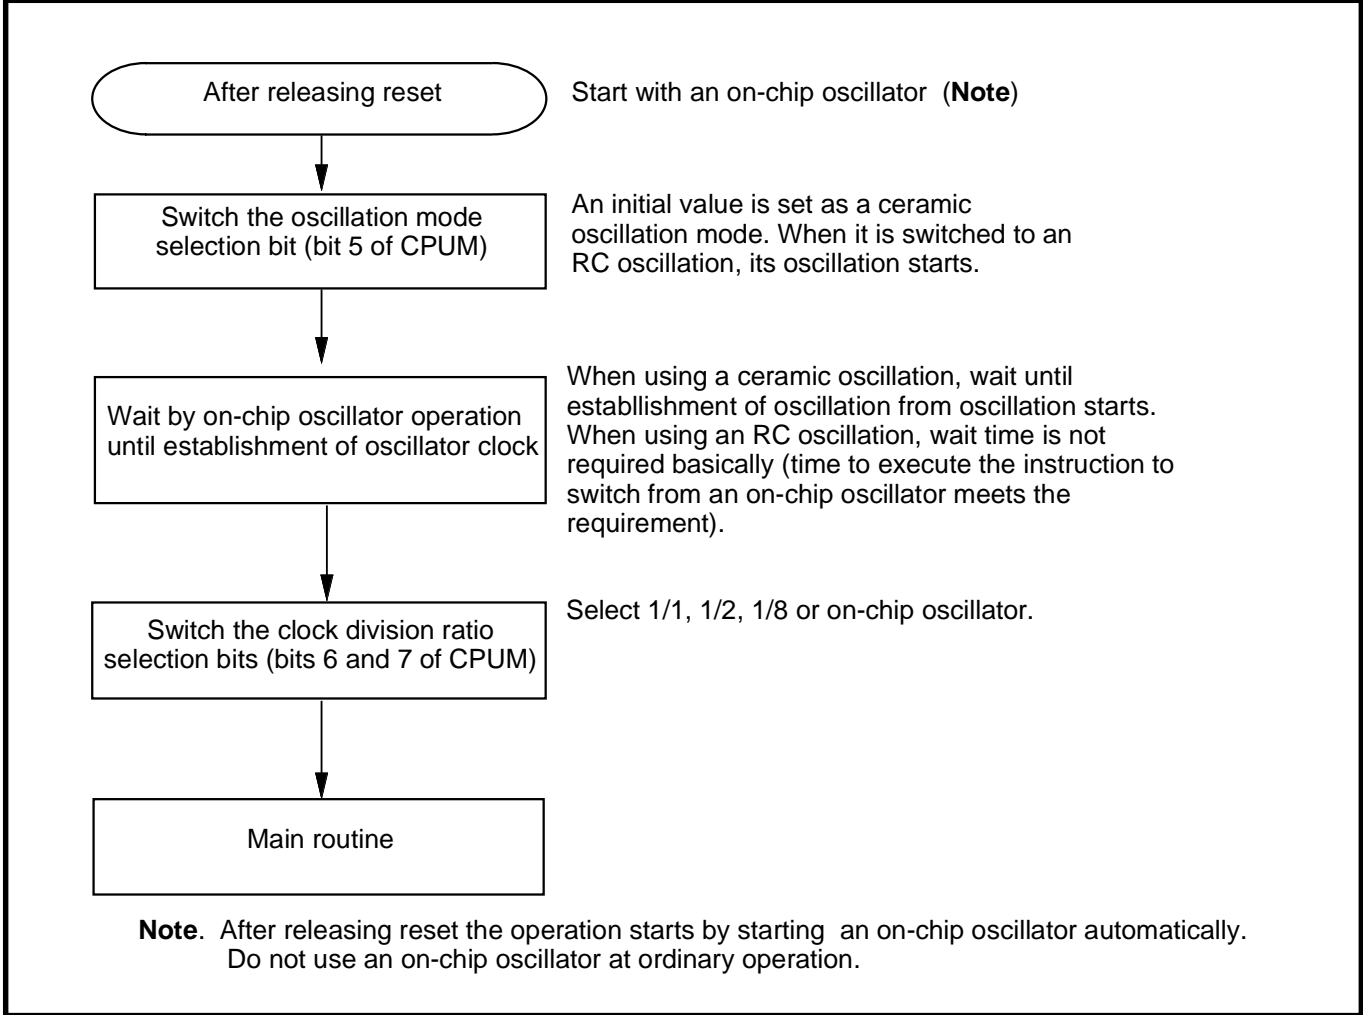 After releasing reset
Start with an on-chip oscillator (Note)
Switch the oscillation mode
selection bit (bit 5 of CPUM)
An initial value is set as a ceramic
oscillation mode. When it is switched to an
RC oscillation, its oscillation starts.
Wait by on-chip oscillator operation
until establishment of oscillator clock
When using a ceramic oscillation, wait until
establlishment of oscillation from oscillation starts.
When using an RC oscillation, wait time is not
required basically (time to execute the instruction to
switch from an on-chip oscillator meets the
requirement).
Switch the clock division ratio
selection bits (bits 6 and 7 of CPUM)
Select 1/1, 1/2, 1/8 or on-chip oscillator.
Main routine
Note. After releasing reset the operation starts by starting an on-chip oscillator automatically.
Do not use an on-chip oscillator at ordinary operation.